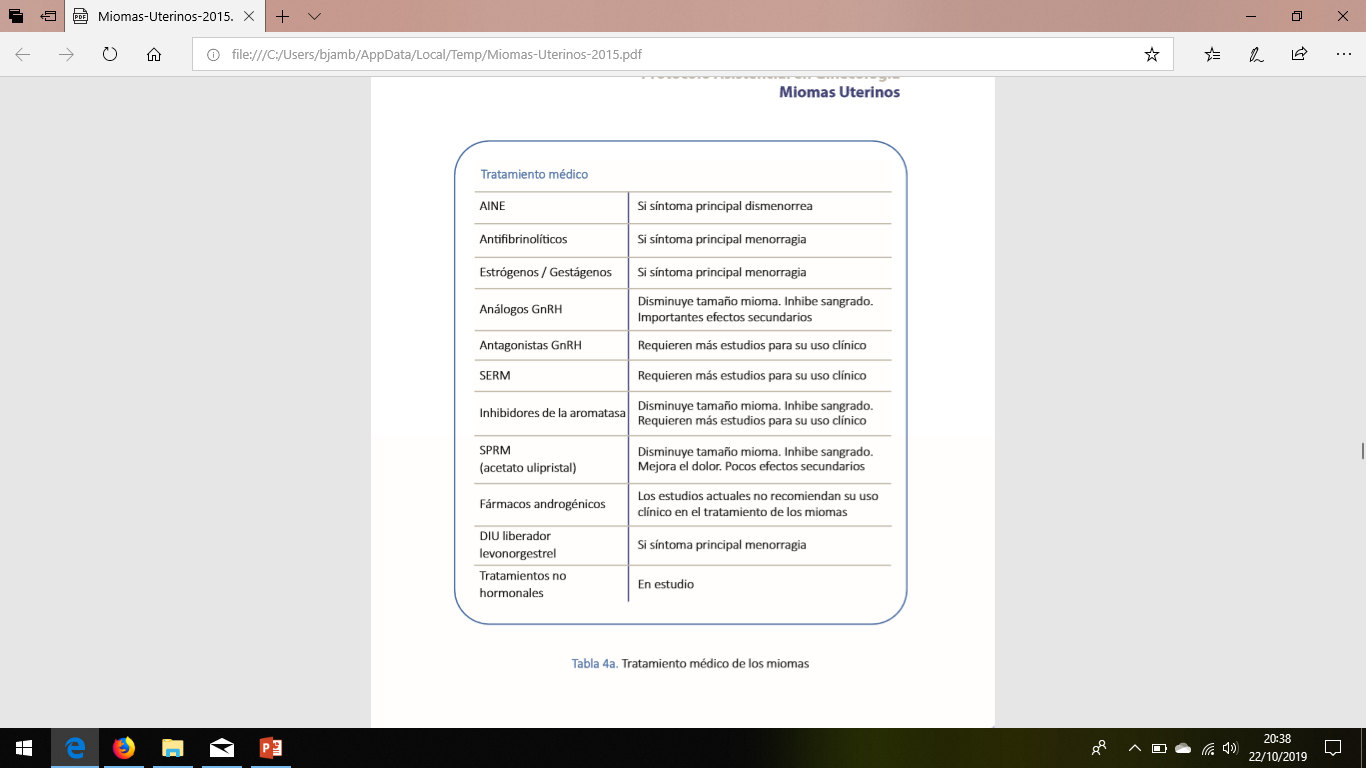 Miomas-Uterinos-2015.
file:///C:/Users/bjamb/AppData/Local/Temp/Miomas-Uterinos-2015.pdf
Protocolo Asistencial en Ginecología
Miomas Uterinos
Tratamiento médico
AINE
Si síntoma principal dismenorrea
Antifibrinolíticos
Si síntoma principal menorragia
Estrógenos / Gestágenos
Si síntoma principal menorragia
Análogos GnRH
Disminuye tamaño mioma. Inhibe sangrado.
Importantes efectos secundarios
Antagonistas GnRH
Requieren más estudios para su uso clínico
SERM
Requieren más estudios para su uso clínico
Inhibidores de la aromatasa
Disminuye tamaño mioma. Inhibe sangrado.
Requieren más estudios para su uso clínico
SPRM
(acetato ulipristal)
Disminuye tamaño mioma. Inhibe sangrado.
Mejora el dolor. Pocos efectos secundarios
Fármacos androgénicos
Los estudios actuales no recomiendan su uso
clínico en el tratamiento de los miomas
DIU liberador
levonorgestrel
Si síntoma principal menorragia
Tratamientos no
hormonales
En estudio
Tabla 4a. Tratamiento médico de los miomas
20:38
22/10/2019